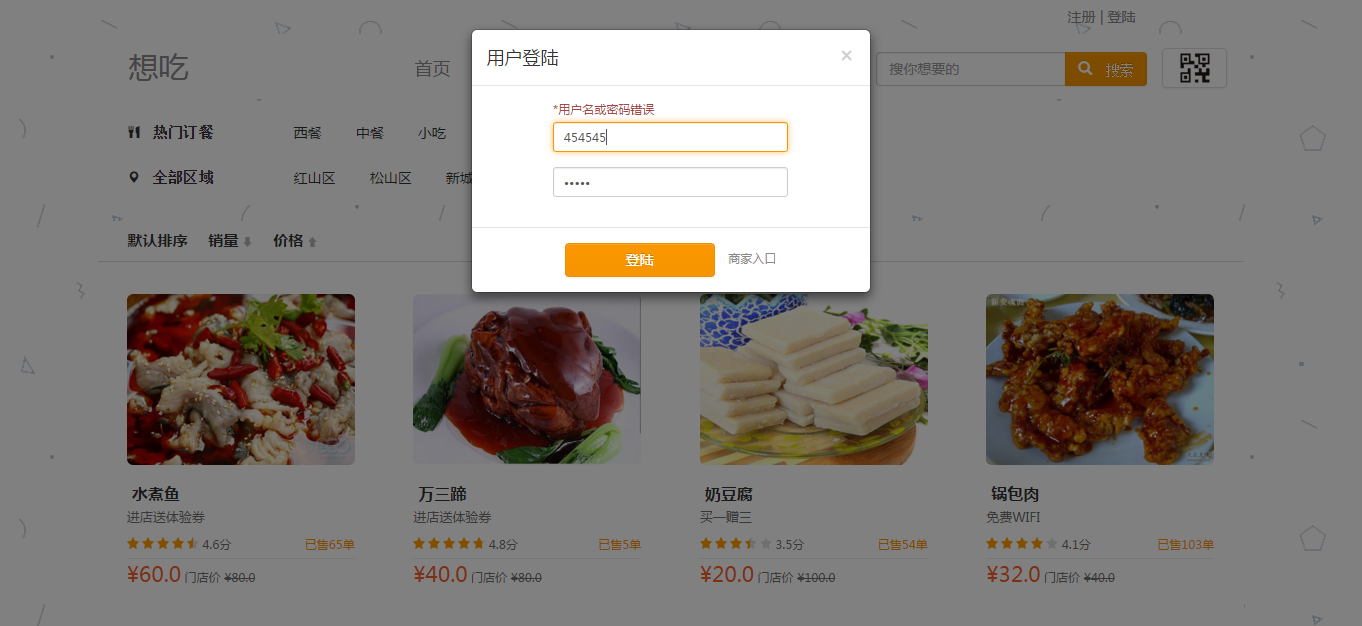 注册 | 登陆
想吃
首页
搜你想要的
搜索
用户登陆
×
*用户名或密码错误
454545
•••••
登陆
商家入口
热门订餐
西餐 中餐 小吃
全部区域
红山区 松山区 新城
默认排序 销量 价格
水煮鱼
进店送体验券
4.6分 已售65单
¥60.0 门店价 ¥80.0
万三蹄
进店送体验券
4.8分 已售5单
¥40.0 门店价 ¥80.0
奶豆腐
买一赠三
3.5分 已售54单
¥20.0 门店价 ¥100.0
锅包肉
免费WIFI
4.1分 已售103单
¥32.0 门店价 ¥40.0